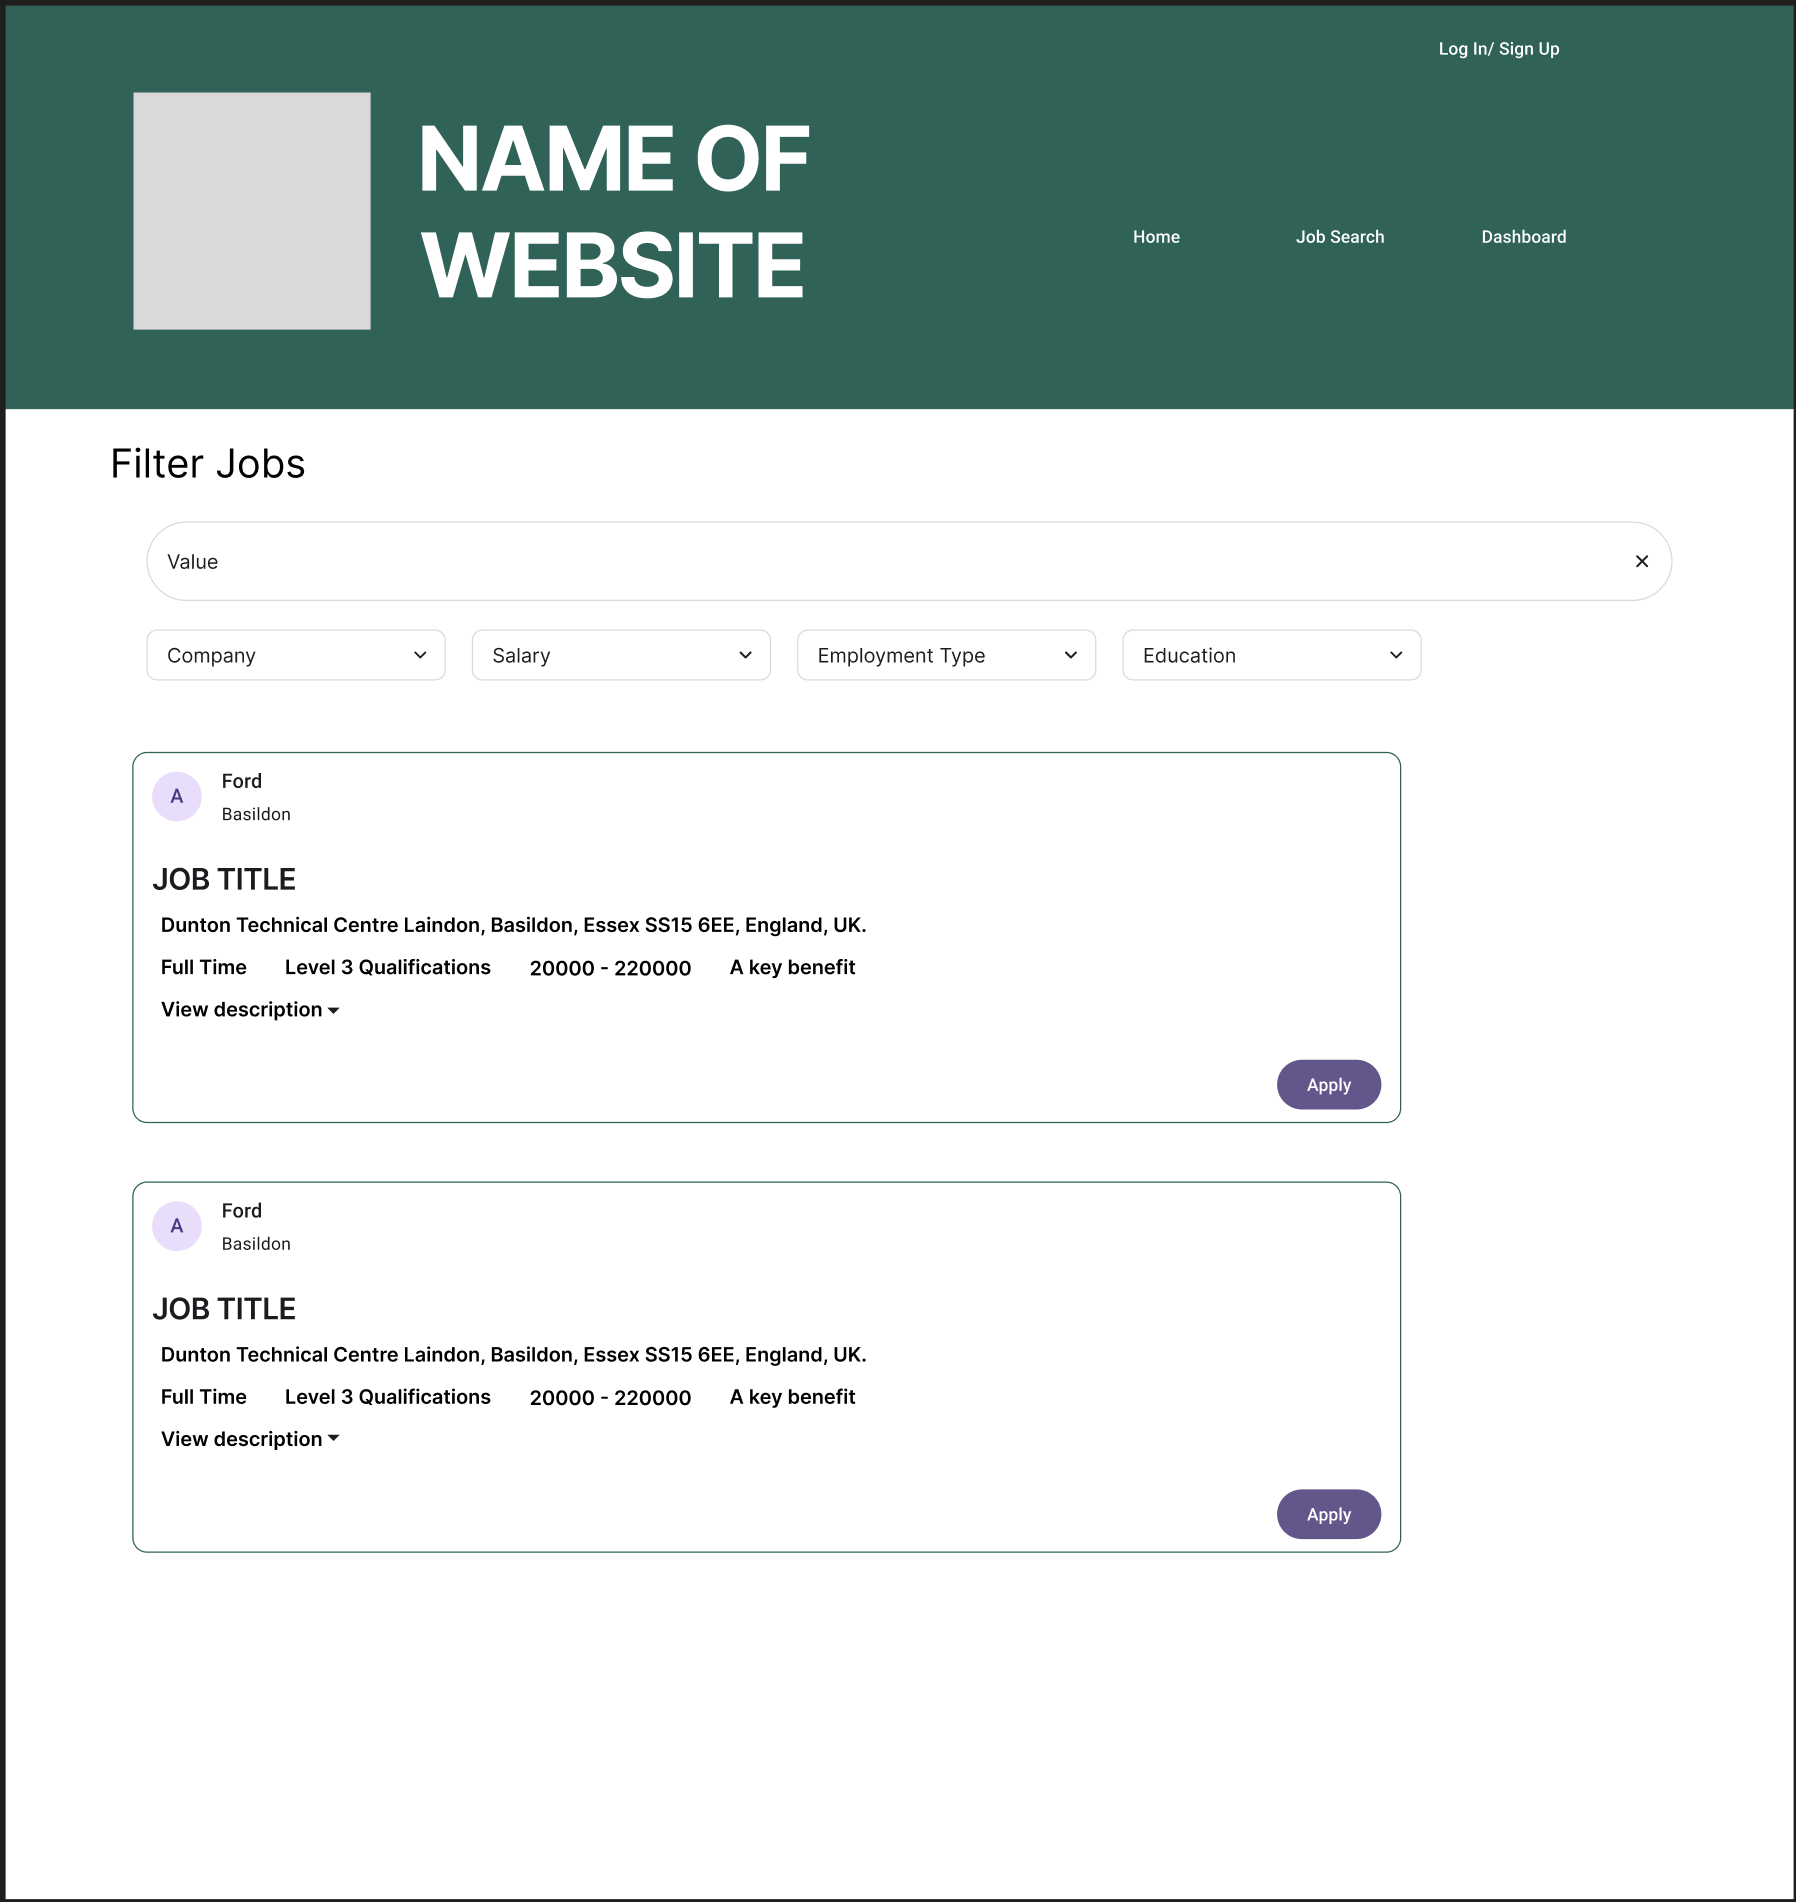 Log In/ Sign Up
NAME OF
WEBSITE
Home Job Search Dashboard
Filter Jobs
Value
Company Salary Employment Type Education
A
Ford
Basildon
JOB TITLE
Dunton Technical Centre Laindon, Basildon, Essex SS15 6EE, England, UK.
Full Time Level 3 Qualifications 20000 - 220000 A key benefit
View description
Apply
A
Ford
Basildon
JOB TITLE
Dunton Technical Centre Laindon, Basildon, Essex SS15 6EE, England, UK.
Full Time Level 3 Qualifications 20000 - 220000 A key benefit
View description
Apply